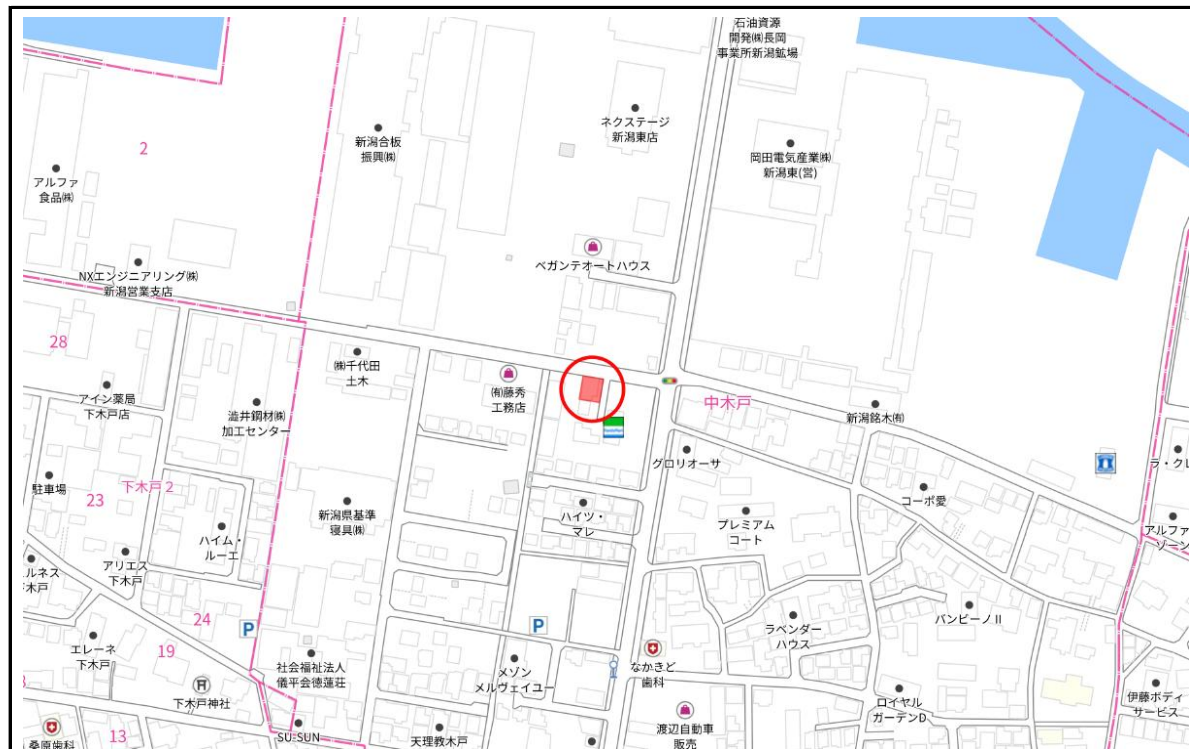 石油資源
開発㈱長岡
事業所新潟鉱場
ネクステージ
新潟東店
2
新潟合板
振興㈱
岡田電気産業㈱
新潟東(営)
アルファ
食品㈱
ベガンテオートハウス
NXエンジニアリング㈱
新潟営業支店
28
㈱千代田
土木
㈲藤秀
工務店
アイン薬局
下木戸店
澁井鋼材㈱
加工センター
中木戸
新潟銘木㈲
グロリオーサ
ラ・クレ
駐車場
23
下木戸2
新潟県基準
寝具㈱
ハイツ・
マレ
プレミアム
コート
コーポ愛
ハイム・
ルーエ
アルファ
ゾーン
アリエス
下木戸
ルネス
木戸
24
P
P
ラベンダー
ハウス
バンビーノⅡ
エレーネ
下木戸
19
社会福祉法人
儀平会徳蓮荘
メゾン
メルヴェイユー
なかきど
歯科
下木戸神社
ロイヤル
ガーデンD
伊藤ボディ
サービス
桑原歯科
13
SU-SUN
天理教木戸
渡辺自動車
販売